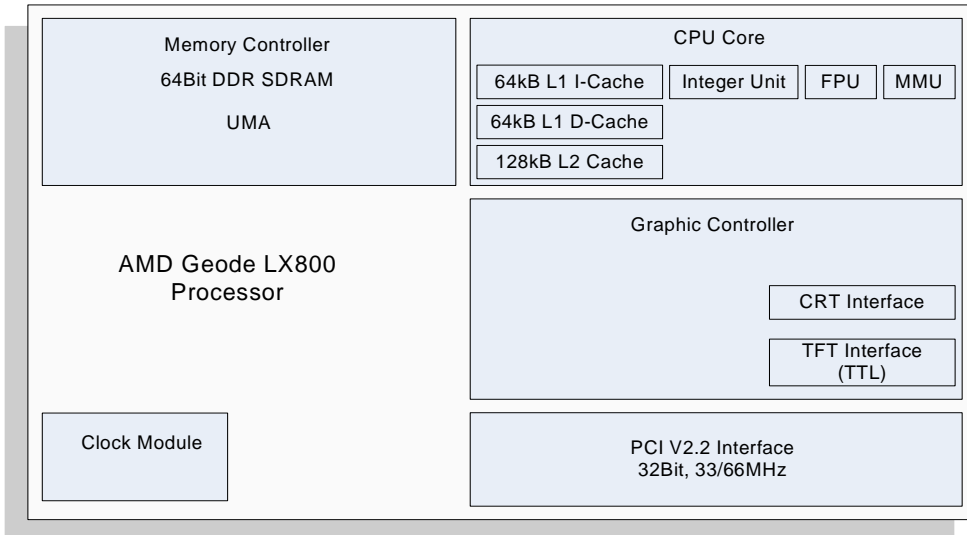 Memory Controller
64Bit DDR SDRAM
UMA
CPU Core
64kB L1 I-Cache
Integer Unit
FPU
MMU
64kB L1 D-Cache
128kB L2 Cache
AMD Geode LX800
Processor
Graphic Controller
CRT Interface
TFT Interface
(TTL)
Clock Module
PCI V2.2 Interface
32Bit, 33/66MHz